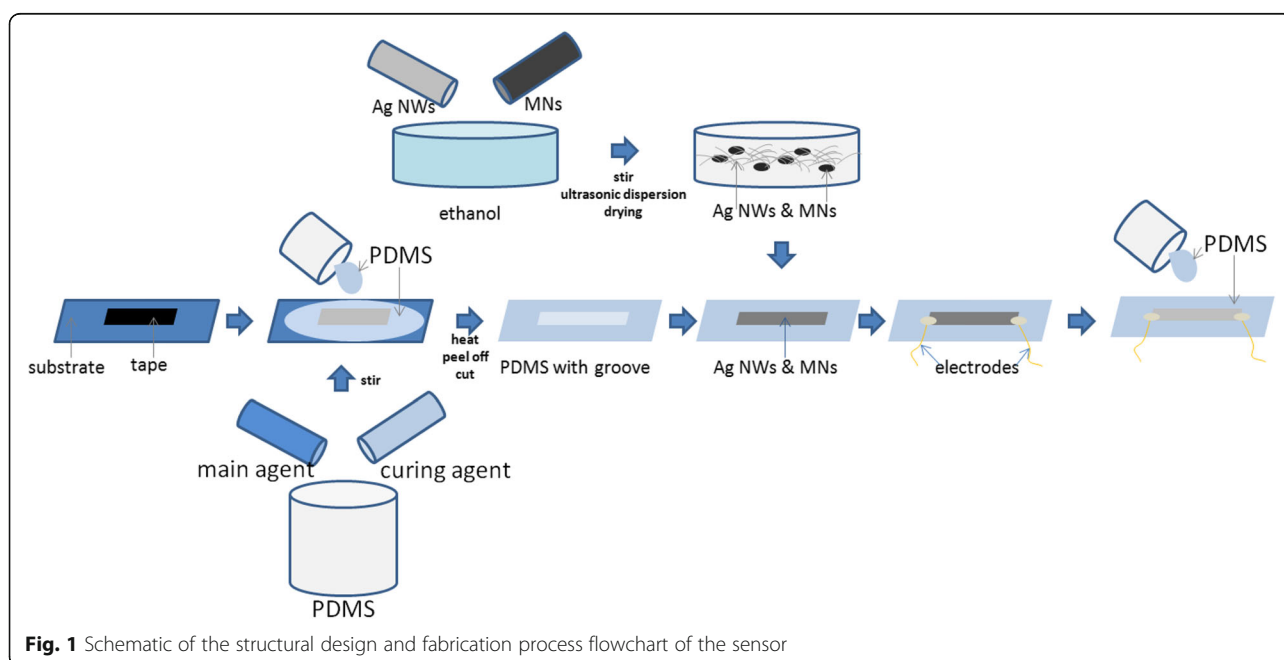 Ag NWs
MNs
ethanol
stir
ultrasonic dispersion
drying
Ag NWs & MNs
PDMS
PDMS
substrate
tape
heat
peel off
cut
PDMS with groove
Ag NWs & MNs
electrodes
stir
main agent
curing agent
PDMS
Fig. 1 Schematic of the structural design and fabrication process flowchart of the sensor